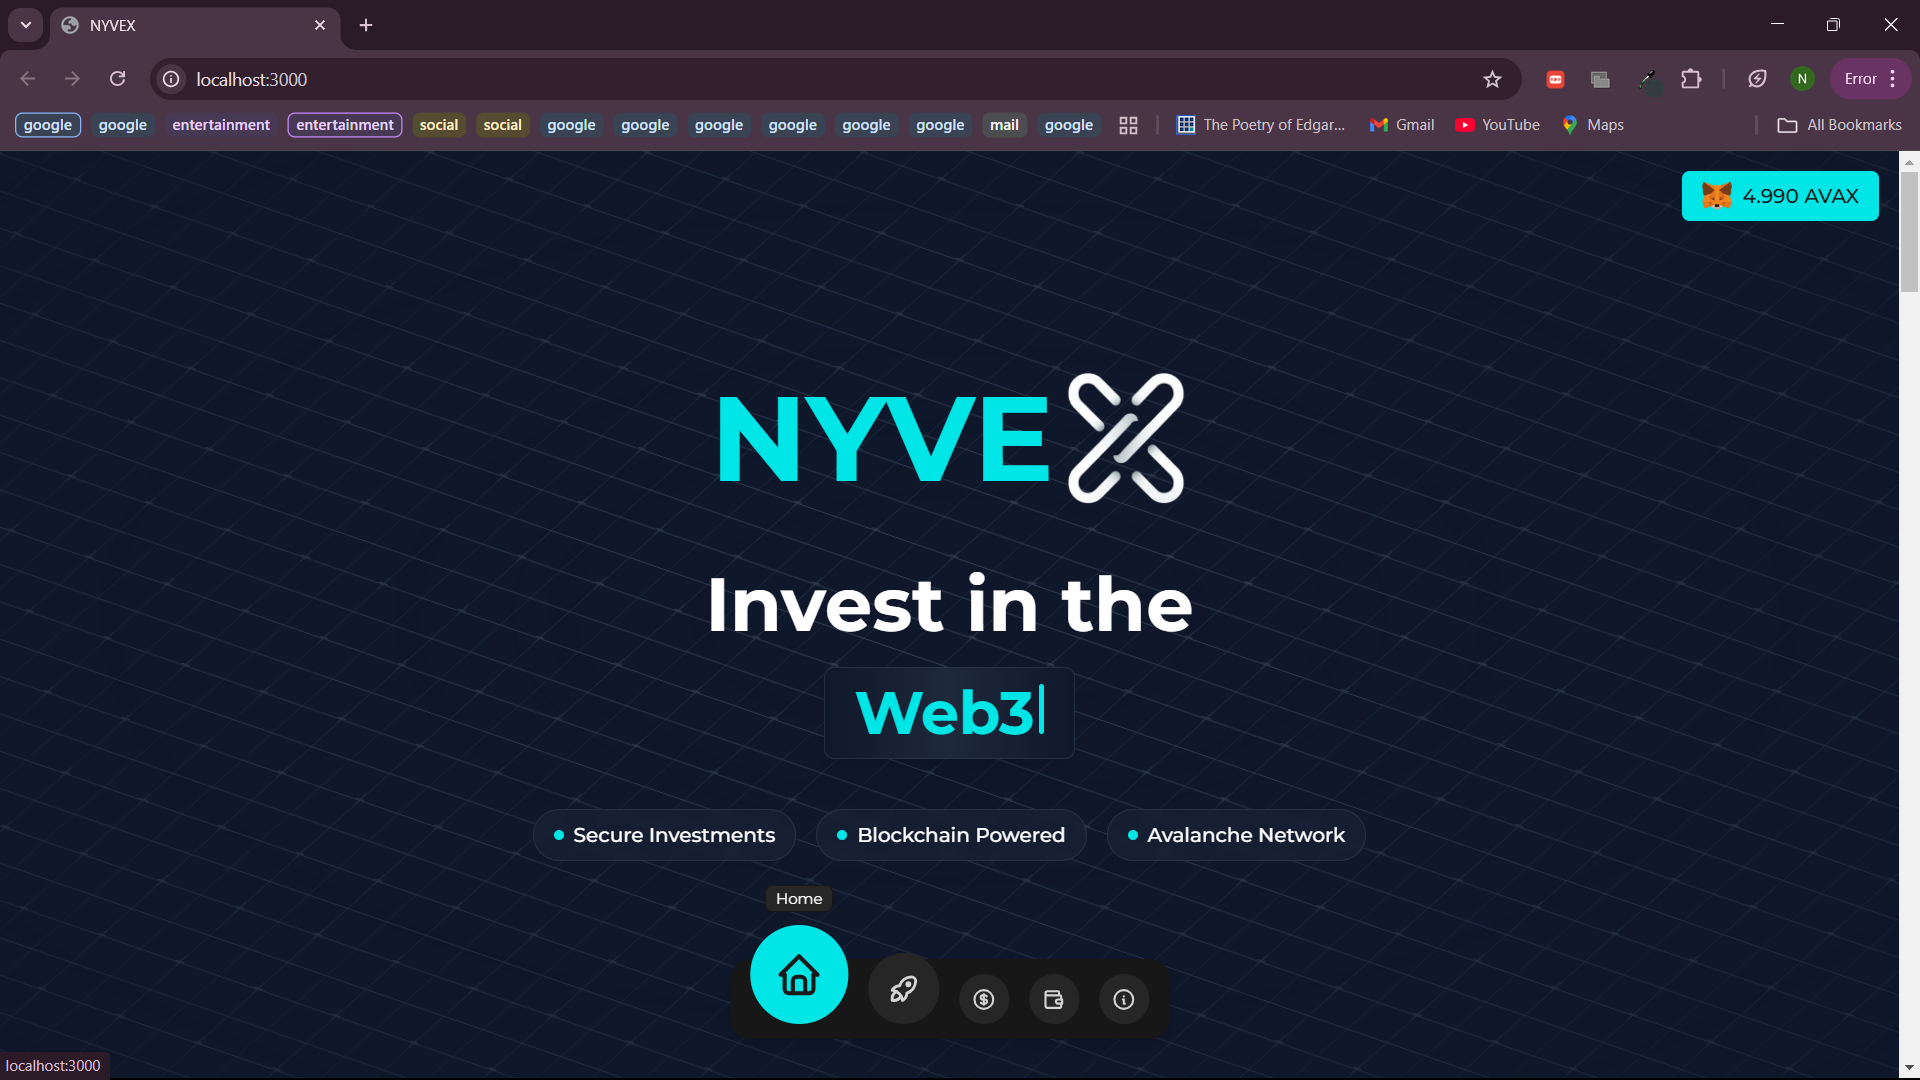 NYVEX
localhost:3000
N
Error
google
google
entertainment
entertainment
social
social
google
google
google
google
google
google
mail
google
The Poetry of Edgar...
Gmail
YouTube
Maps
All Bookmarks
4.990 AVAX
NYVEX
Invest in the
Web3
Secure Investments
Blockchain Powered
Avalanche Network
Home
localhost:3000